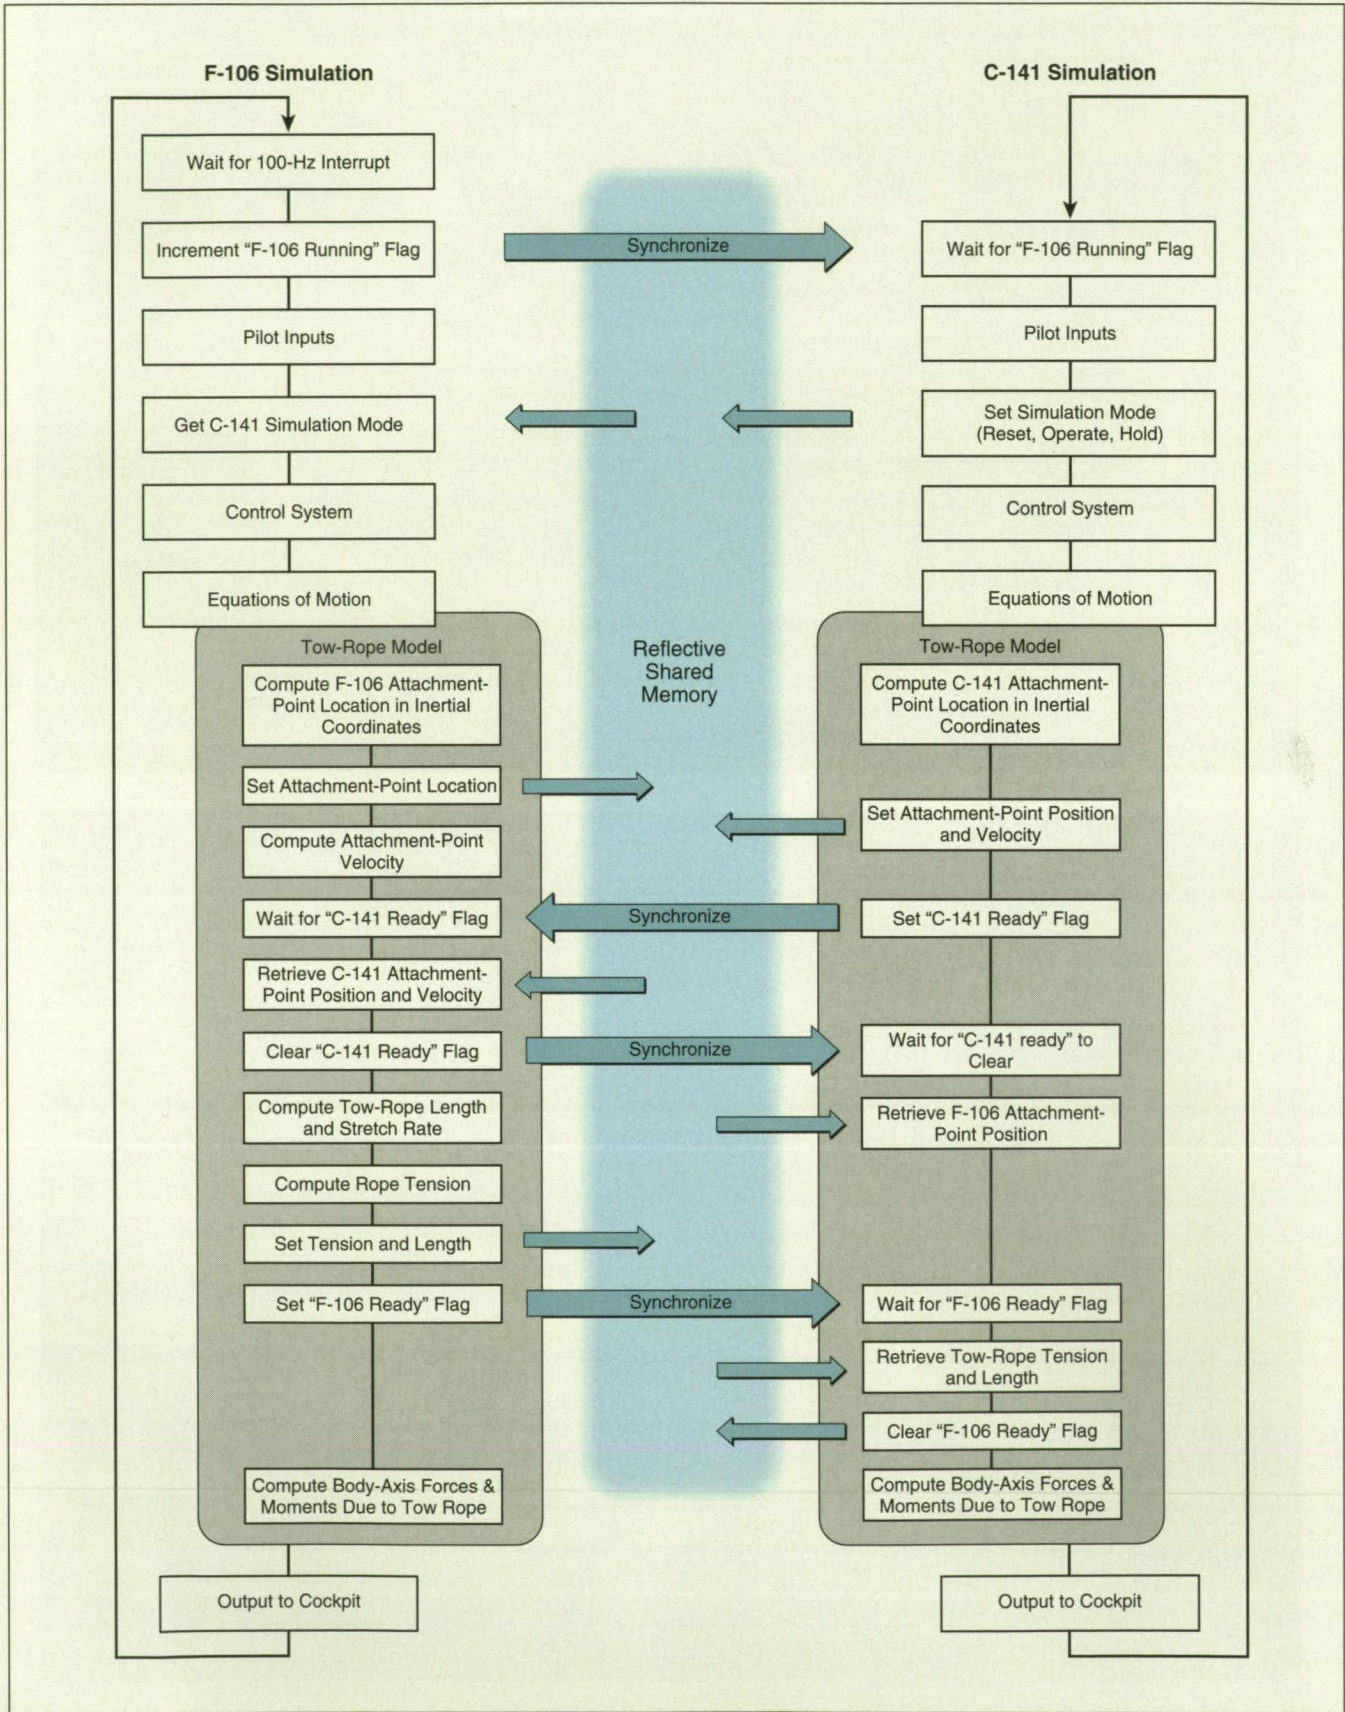 F-106 Simulation
Wait for 100-Hz Interrupt
Increment “F-106 Running” Flag
Pilot Inputs
Get C-141 Simulation Mode
Control System
Equations of Motion
Tow-Rope Model
Compute F-106 Attachment-
Point Location in Inertial
Coordinates
Set Attachment-Point Location
Compute Attachment-Point
Velocity
Wait for “C-141 Ready” Flag
Retrieve C-141 Attachment-
Point Position and Velocity
Clear “C-141 Ready” Flag
Compute Tow-Rope Length
and Stretch Rate
Compute Rope Tension
Set Tension and Length
Set “F-106 Ready” Flag
Compute Body-Axis Forces &
Moments Due to Tow Rope
Output to Cockpit
Synchronize
Reflective
Shared
Memory
Synchronize
Synchronize
Synchronize
C-141 Simulation
Wait for “F-106 Running” Flag
Pilot Inputs
Set Simulation Mode
(Reset, Operate, Hold)
Control System
Equations of Motion
Tow-Rope Model
Compute C-141 Attachment-
Point Location in Inertial
Coordinates
Set Attachment-Point Position
and Velocity
Set “C-141 Ready” Flag
Wait for “C-141 ready” to
Clear
Retrieve F-106 Attachment-
Point Position
Wait for “F-106 Ready” Flag
Retrieve Tow-Rope Tension
and Length
Clear “F-106 Ready” Flag
Compute Body-Axis Forces &
Moments Due to Tow Rope
Output to Cockpit